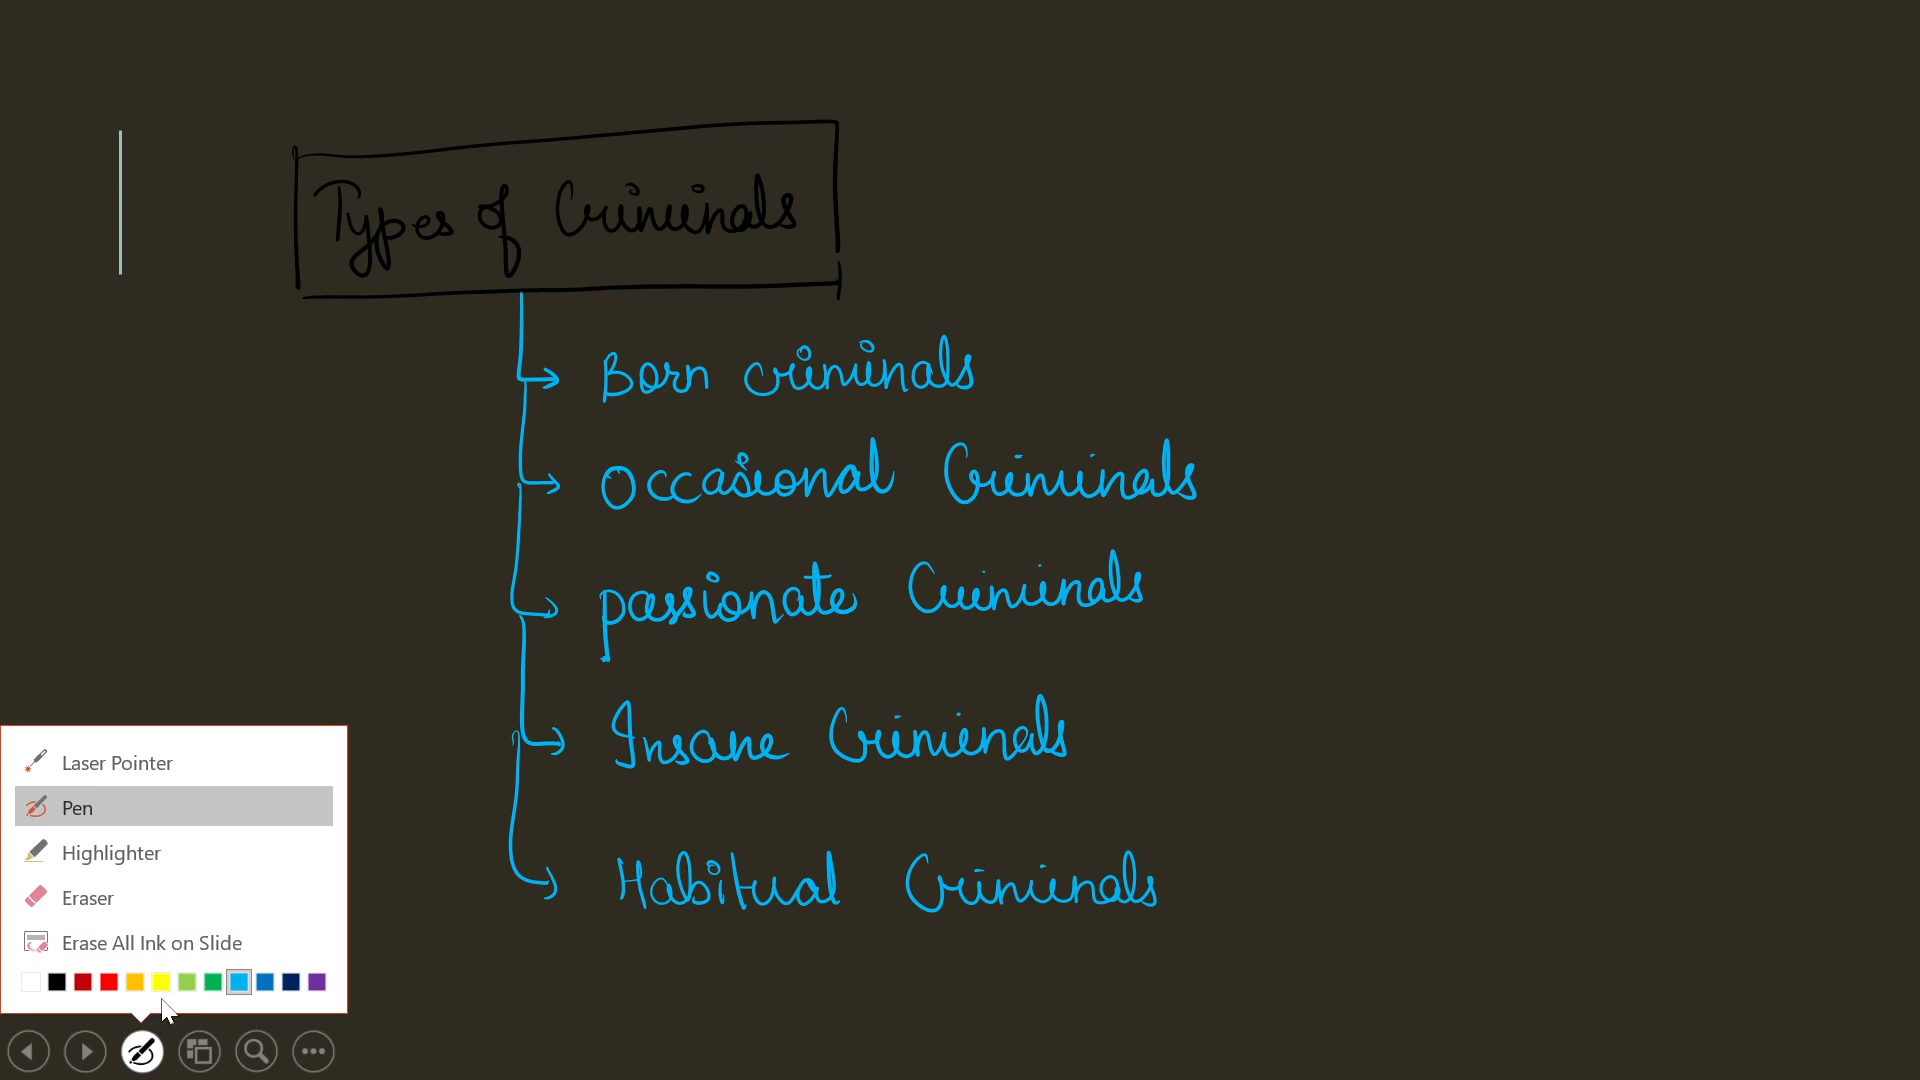 Types of Criminals
Born criminals
Occasional Criminals
passionate Criminals
Insane Criminals
Habitual Criminals
Laser Pointer
Pen
Highlighter
Eraser
Erase All Ink on Slide